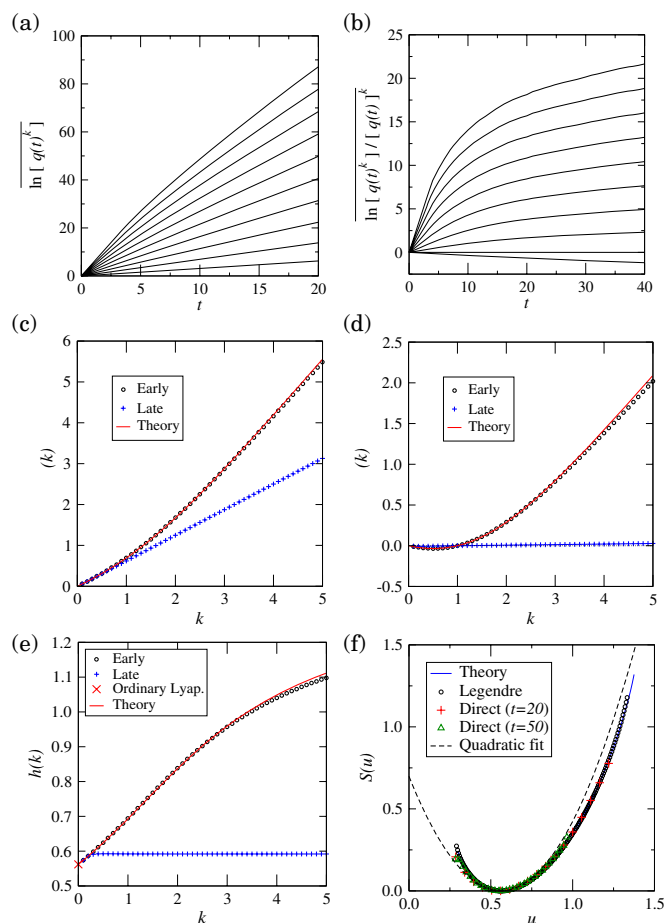 (a)
100
80
60
40
20
0
ln [ q(t)^k ]
0 5 10 15 20
t
(b)
25
20
15
10
5
0
ln [ q(t)^k ] / [ q(t) ]^k
0 10 20 30 40
t
(c)
6
5
4
3
2
1
0
(k)
Early
Late
Theory
0 1 2 3 4 5
k
(d)
2.0
1.5
1.0
0.5
0.0
-0.5
(k)
Early
Late
Theory
0 1 2 3 4 5
k
(e)
1.2
1.1
1.0
0.9
0.8
0.7
0.6
0.5
h(k)
Early
Late
Ordinary Lyap.
Theory
0 1 2 3 4 5
k
(f)
1.5
1.0
0.5
0.0
S(u)
Theory
Legendre
Direct (t=20)
Direct (t=50)
Quadratic fit
0.0 0.5 1.0 1.5
u